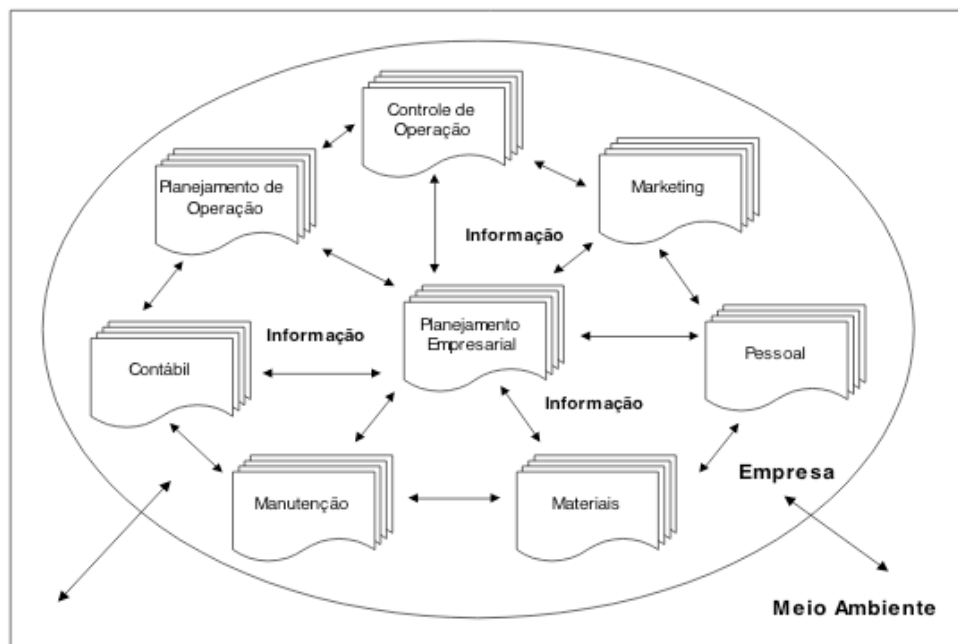 Controle de
Operação
Planejamento de
Operação
Marketing
Informação
Planejamento
Empresarial
Informação
Contábil
Pessoal
Informação
Manutenção
Materiais
Empresa
Meio Ambiente